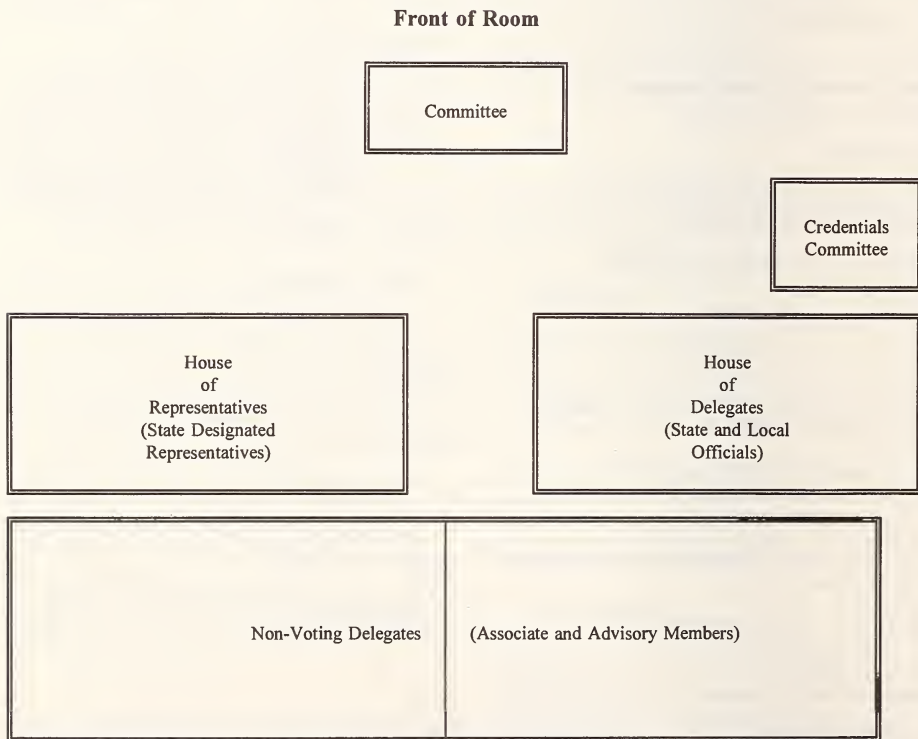 Front of Room
Committee
Credentials
Committee
House
of
Representatives
(State Designated
Representatives)
House
of
Delegates
(State and Local
Officials)
Non-Voting Delegates
(Associate and Advisory Members)